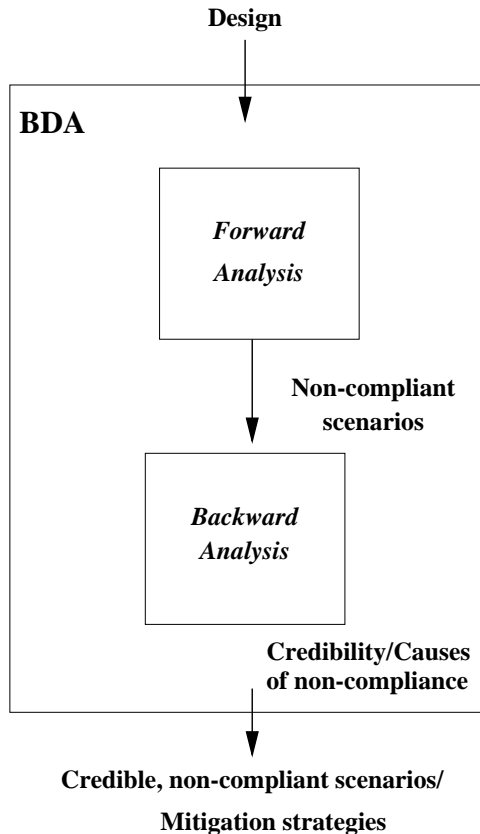 Design
BDA
Forward
Analysis
Non-compliant
scenarios
Backward
Analysis
Credibility/Causes
of non-compliance
Credible, non-compliant scenarios/
Mitigation strategies